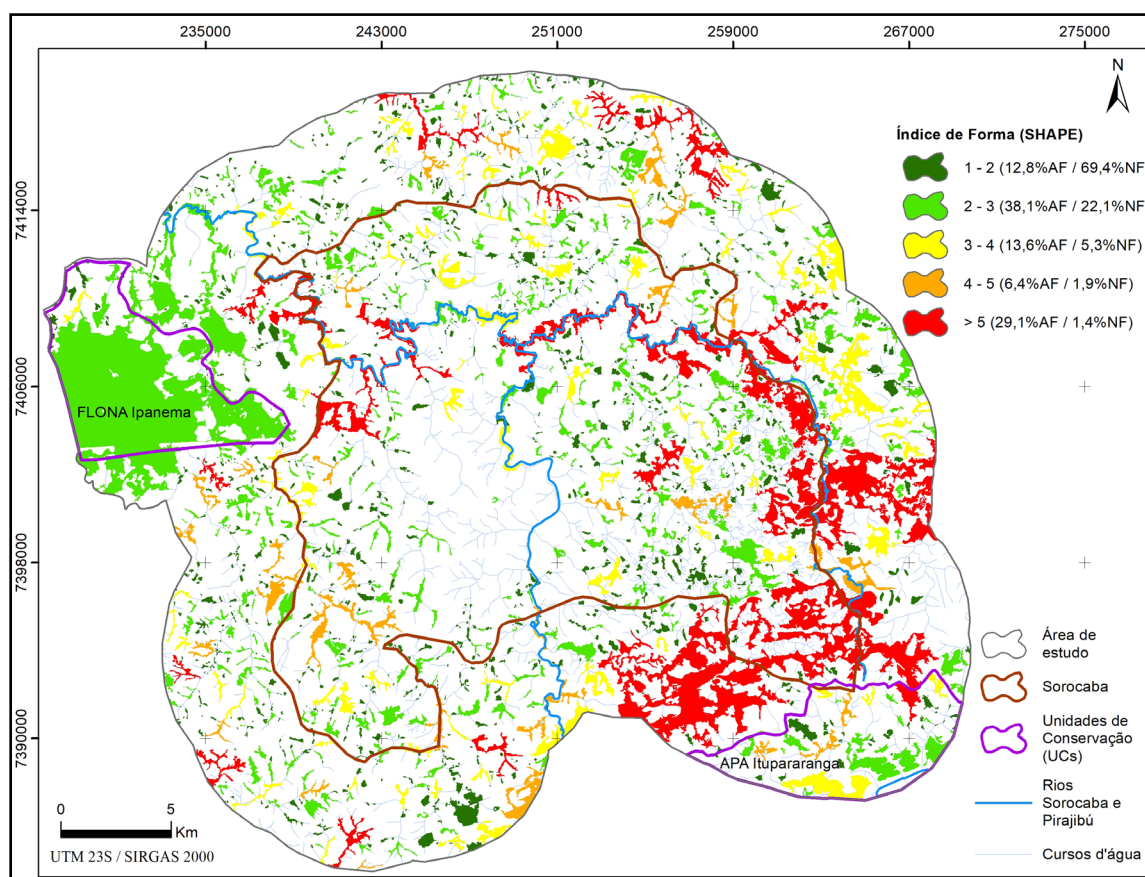 235000
243000
251000
259000
267000
275000
N
Índice de Forma (SHAPE)
1 - 2 (12,8%AF / 69,4%NF)
2 - 3 (38,1%AF / 22,1%NF)
3 - 4 (13,6%AF / 5,3%NF)
4 - 5 (6,4%AF / 1,9%NF)
> 5 (29,1%AF / 1,4%NF)
7414000
7406000
7398000
7390000
FLONA Ipanema
APA Itupararanga
Área de
estudo
Sorocaba
Unidades de
Conservação
(UCs)
Rios
Sorocaba e
Pirajibú
Cursos d'água
0
5
Km
UTM 23S / SIRGAS 2000